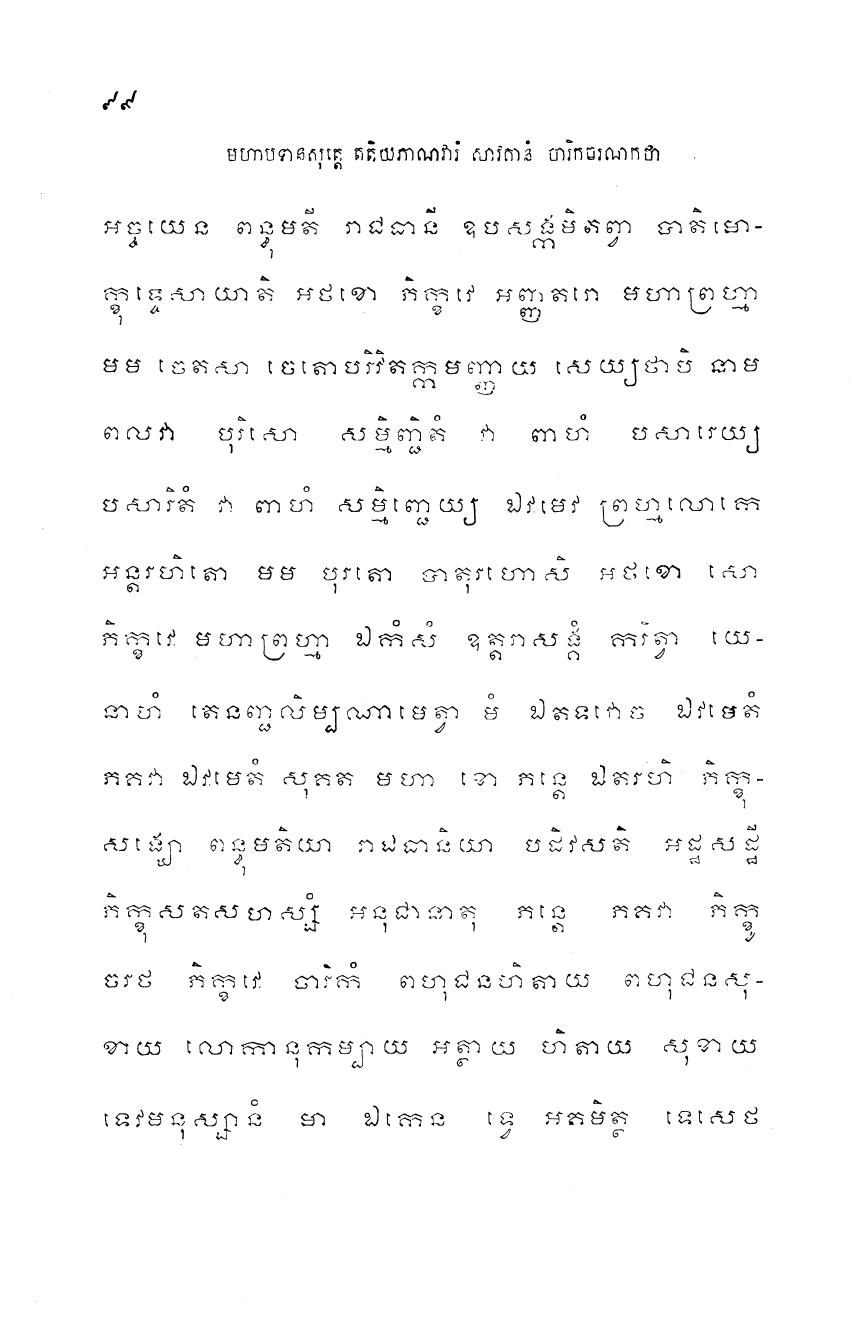 ៩៩
មហាបទានសុត្តេ តតិយភាណវារំ សាវកានំ ចារិកចរណកថា
អច្ចយេន ពន្ធុមតី រាជធានី ឧបសង្កមិតព្វា បាតិមោ-
ក្ខុទ្ទេសាយាតិ អថខោ ភិក្ខវេ អញ្ញតរោ មហាព្រហ្មា
មម ចេតសា ចេតោបរិវិតក្កមញ្ញាយ សេយ្យថាបិ នាម
ពលវា បុរិសោ សម្មិញ្ជិតំ វា ពាហំ បសារេយ្យ
បសារិតំ វា ពាហំ សម្មិញ្ជេយ្យ ឯវមេវ ព្រហ្មលោកេ
អន្តរហិតោ មម បុរតោ បាតុរហោសិ អថខោ សោ
ភិក្ខវេ មហាព្រហ្មា ឯកំសំ ឧត្តរាសង្គំ ករិត្វា យេ-
នាហំ តេនញ្ជលិម្បណាមេត្វា មំ ឯតទវោច ឯវមេតំ
ភគវា ឯវមេតំ សុគត មហា ខោ ភន្តេ ឯតរហិ ភិក្ខុ-
សង្ឃោ ពន្ធុមតិយា រាជធានិយា បដិវសតិ អដ្ឋសដ្ឋី
ភិក្ខុសតសហស្សំ អនុជានាតុ ភន្តេ ភគវា ភិក្ខូ
ចរថ ភិក្ខវេ ចារិកំ ពហុជនហិតាយ ពហុជនសុ-
ខាយ លោកានុកម្បាយ អត្ថាយ ហិតាយ សុខាយ
ទេវមនុស្សានំ មា ឯកេន ទ្វេ អគមិត្ថ ទេសេថ